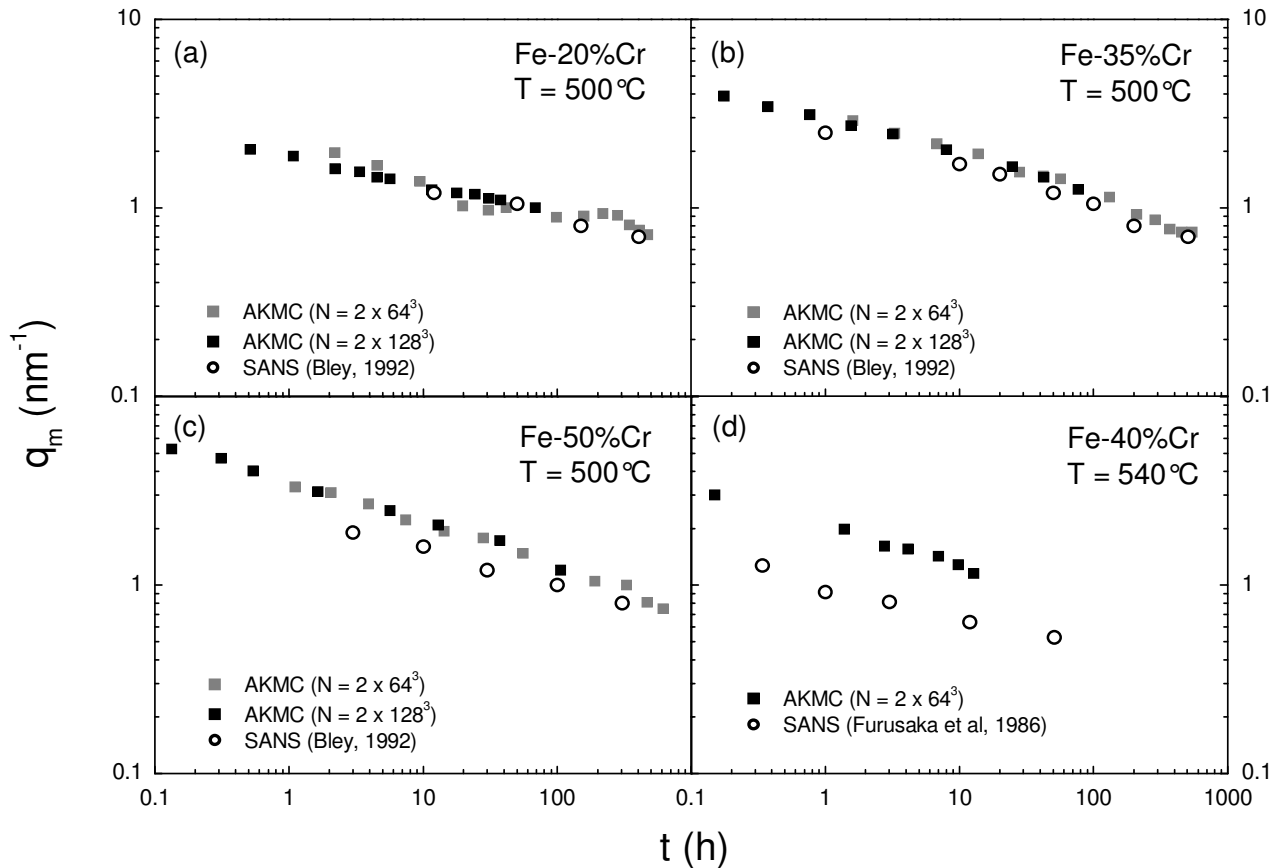 10
(a)
Fe-20%Cr
T = 500°C
1
AKMC (N = 2 x 64³)
AKMC (N = 2 x 128³)
SANS (Bley, 1992)
0.1
(b)
Fe-35%Cr
T = 500°C
10
1
AKMC (N = 2 x 64³)
AKMC (N = 2 x 128³)
SANS (Bley, 1992)
0.1
q_m (nm⁻¹)
(c)
Fe-50%Cr
T = 500°C
1
AKMC (N = 2 x 64³)
AKMC (N = 2 x 128³)
SANS (Bley, 1992)
0.1
(d)
Fe-40%Cr
T = 540°C
1
AKMC (N = 2 x 64³)
SANS (Furusaka et al, 1986)
0.1
0.1 1 10 100 0.1 1 10 100 1000
t (h)